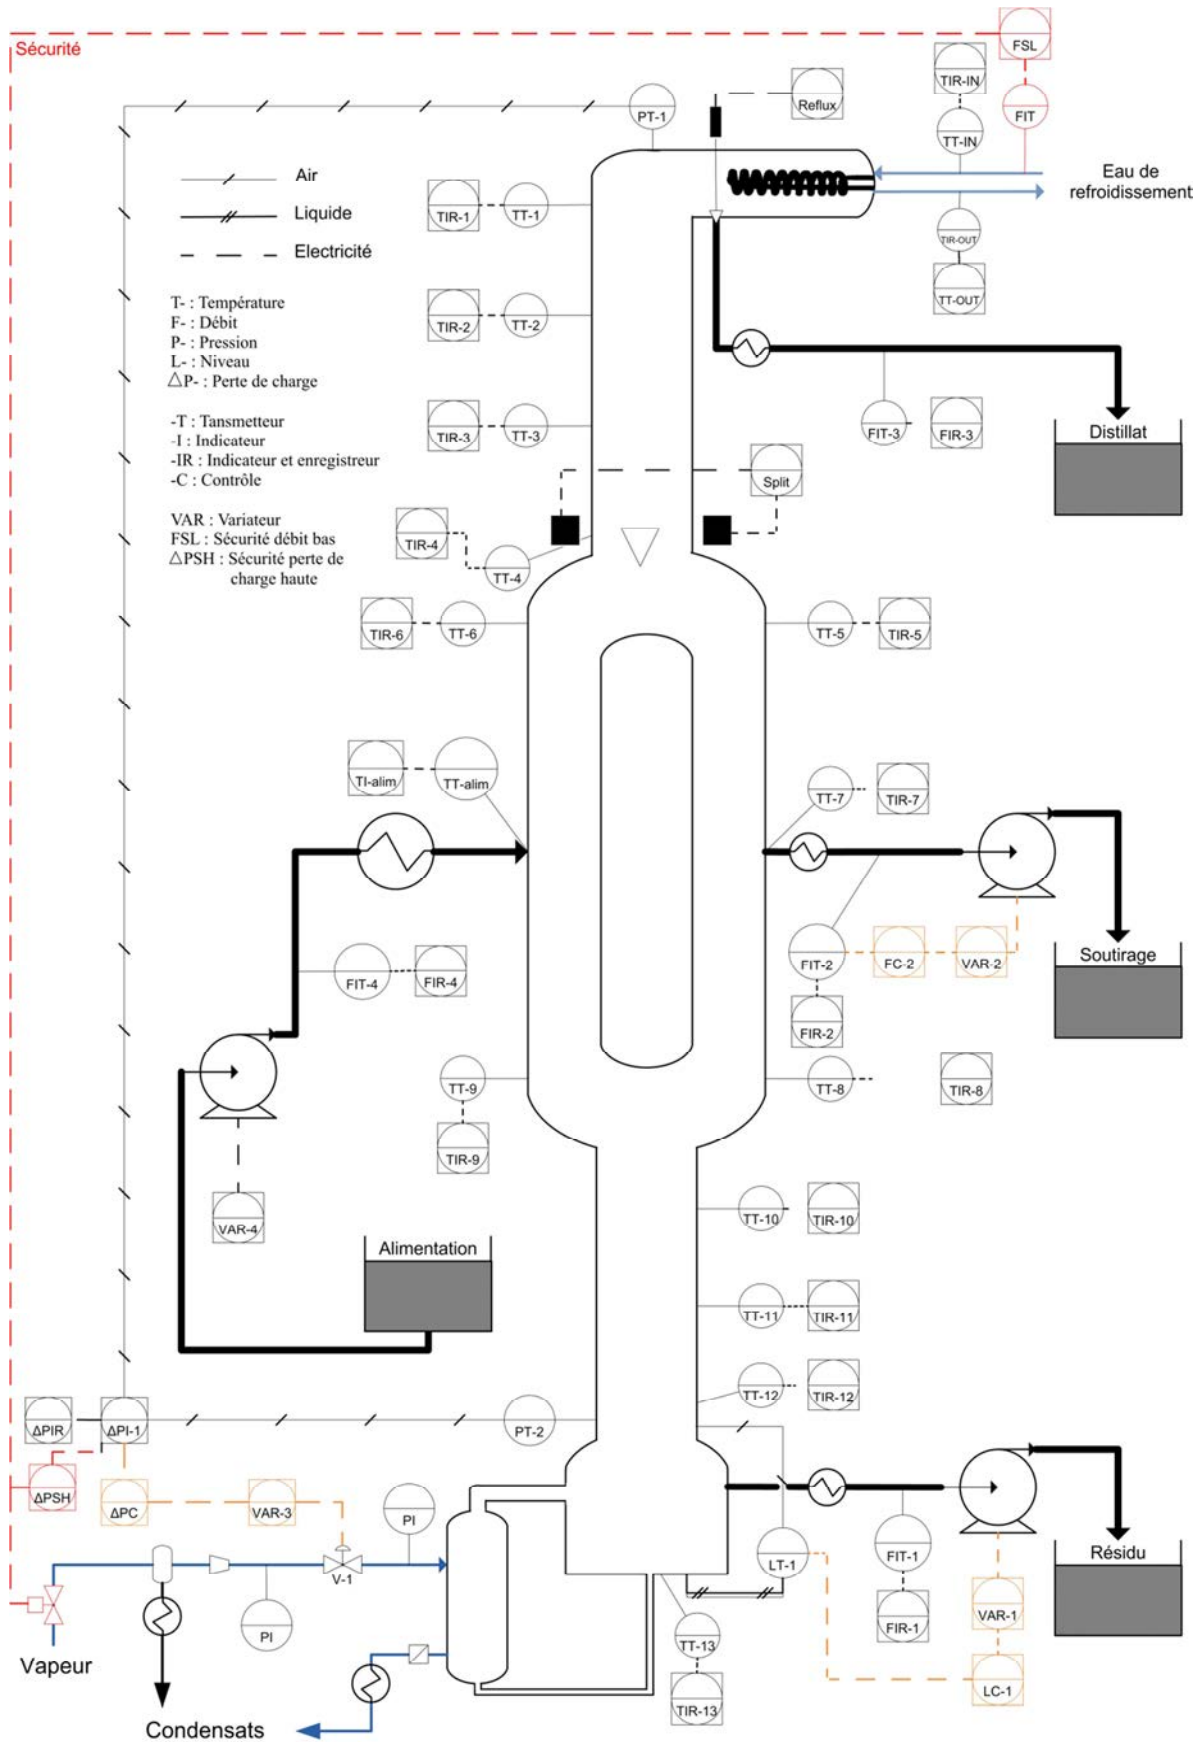 Sécurité
FSL
TIR-IN
Reflux
PT-1
FIT
TT-IN
Eau de
refroidissement
Air
Liquide
Electricité
TIR-1
TT-1
TIR-OUT
TT-OUT
T- : Température
F- : Débit
P- : Pression
L- : Niveau
△P- : Perte de charge
TIR-2
TT-2
-T : Tansmetteur
-I : Indicateur
-IR : Indicateur et enregistreur
-C : Contrôle
TIR-3
TT-3
FIT-3
FIR-3
Distillat
Split
VAR : Variateur
FSL : Sécurité débit bas
△PSH : Sécurité perte de
charge haute
TIR-4
TT-4
TIR-6
TT-6
TT-5
TIR-5
TI-alim
TT-alim
TT-7
TIR-7
FIT-2
FC-2
VAR-2
Soutirage
FIT-4
FIR-4
FIR-2
TT-9
TT-8
TIR-8
TIR-9
VAR-4
Alimentation
TT-10
TIR-10
TT-11
TIR-11
TT-12
TIR-12
ΔPIR
ΔPI-1
PT-2
ΔPSH
ΔPC
VAR-3
PI
V-1
LT-1
FIT-1
Résidu
PI
FIR-1
VAR-1
Vapeur
TT-13
LC-1
TIR-13
Condensats